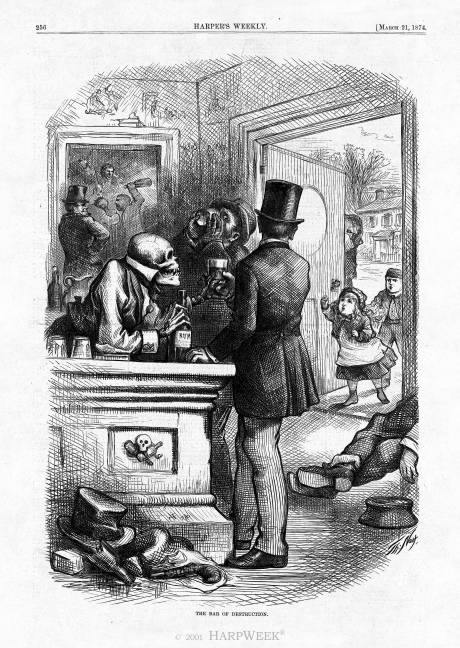 256
HARPER'S WEEKLY.
[March 21, 1874.
RUM
Th. Nast.
THE BAR OF DESTRUCTION.
© 2001 HARPWEEK®